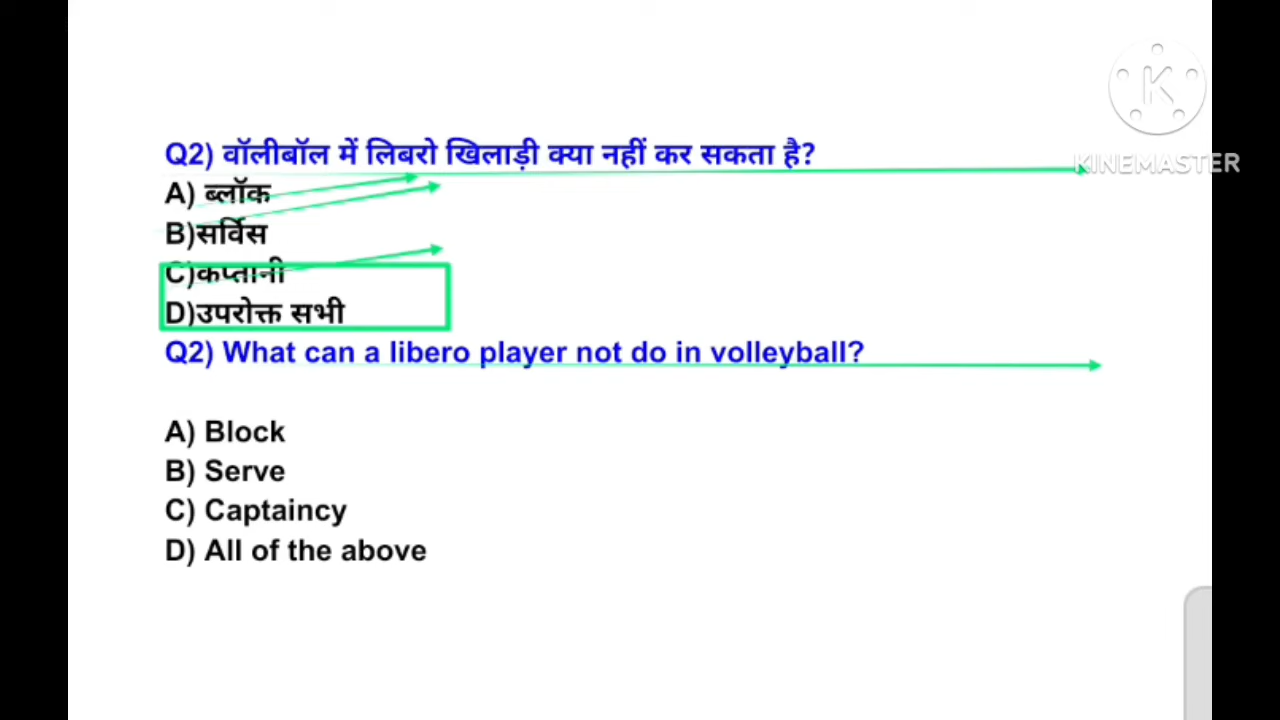 KINEMASTER
Q2) वॉलीबॉल में लिबरो खिलाड़ी क्या नहीं कर सकता है?
A) ब्लॉक
B)सर्विस
C)कप्तानी
D)उपरोक्त सभी
Q2) What can a libero player not do in volleyball?
A) Block
B) Serve
C) Captaincy
D) All of the above